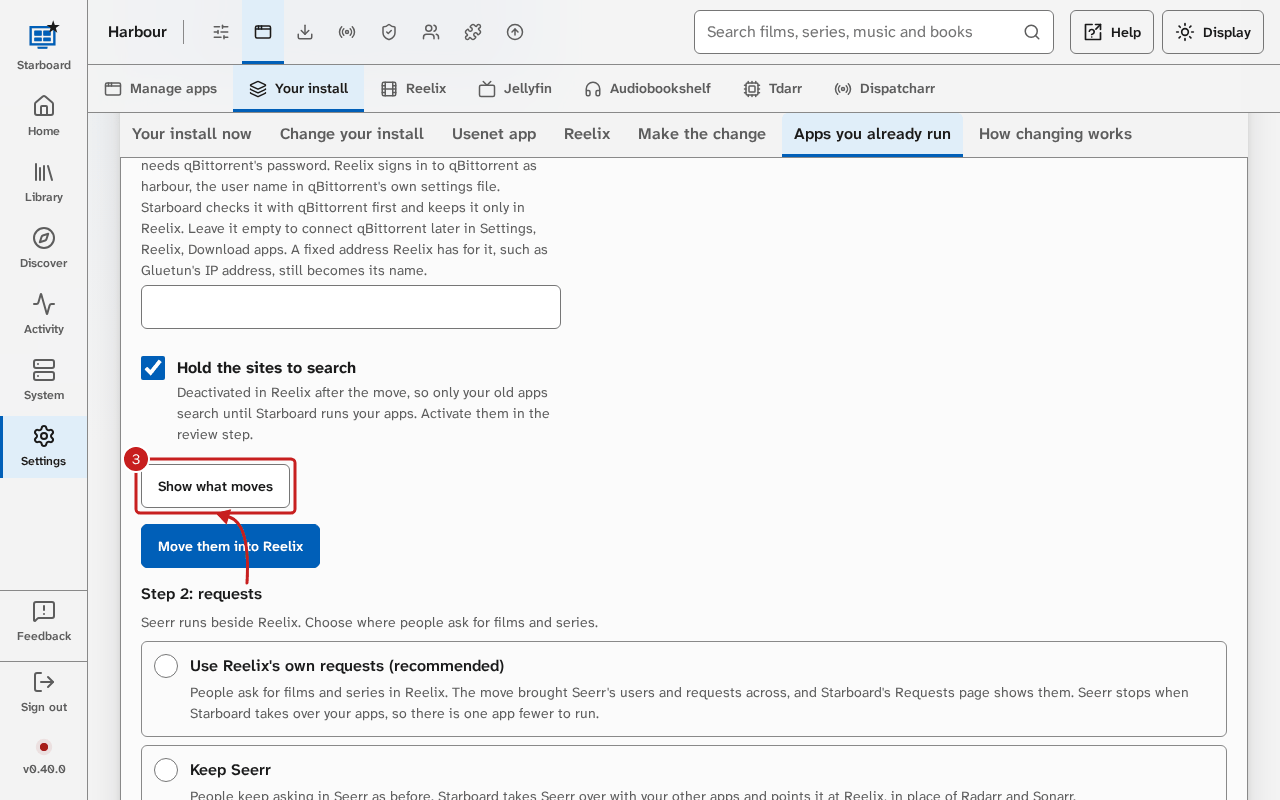 Starboard
Home
Library
Discover
Activity
System
Settings
Feedback
Sign out
v0.40.0
Harbour
Search films, series, music and books
Help
Display
Manage apps
Your install
Reelix
Jellyfin
Audiobookshelf
Tdarr
Dispatcharr
Your install now
Change your install
Usenet app
Reelix
Make the change
Apps you already run
How changing works
needs qBittorrent's password. Reelix signs in to qBittorrent as
harbour, the user name in qBittorrent's own settings file.
Starboard checks it with qBittorrent first and keeps it only in
Reelix. Leave it empty to connect qBittorrent later in Settings,
Reelix, Download apps. A fixed address Reelix has for it, such as
Gluetun's IP address, still becomes its name.
Hold the sites to search
Deactivated in Reelix after the move, so only your old apps
search until Starboard runs your apps. Activate them in the
review step.
3
Show what moves
Move them into Reelix
Step 2: requests
Seerr runs beside Reelix. Choose where people ask for films and series.
Use Reelix's own requests (recommended)
People ask for films and series in Reelix. The move brought Seerr's users and requests across, and Starboard's Requests page shows them. Seerr stops when
Starboard takes over your apps, so there is one app fewer to run.
Keep Seerr
People keep asking in Seerr as before. Starboard takes Seerr over with your other apps and points it at Reelix, in place of Radarr and Sonarr.